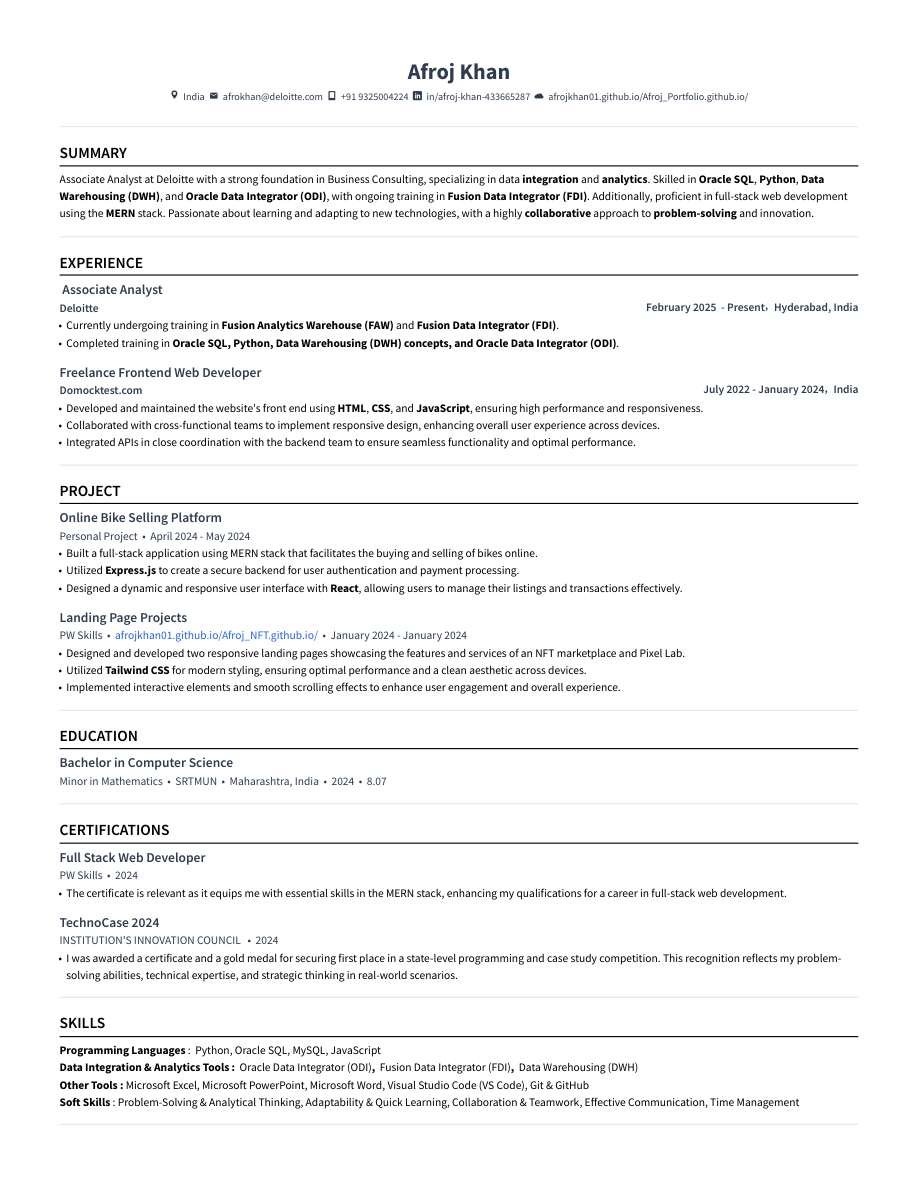 Afroj Khan
India afrokhan@deloitte.com +91 9325004224 in/afroj-khan-433665287 afrojkhan01.github.io/Afroj_Portfolio.github.io/
SUMMARY
Associate Analyst at Deloitte with a strong foundation in Business Consulting, specializing in data integration and analytics. Skilled in Oracle SQL, Python, Data
Warehousing (DWH), and Oracle Data Integrator (ODI), with ongoing training in Fusion Data Integrator (FDI). Additionally, proficient in full-stack web development
using the MERN stack. Passionate about learning and adapting to new technologies, with a highly collaborative approach to problem-solving and innovation.
EXPERIENCE
Associate Analyst
Deloitte February 2025 - Present, Hyderabad, India
• Currently undergoing training in Fusion Analytics Warehouse (FAW) and Fusion Data Integrator (FDI).
• Completed training in Oracle SQL, Python, Data Warehousing (DWH) concepts, and Oracle Data Integrator (ODI).
Freelance Frontend Web Developer
Domocktest.com July 2022 - January 2024, India
• Developed and maintained the website's front end using HTML, CSS, and JavaScript, ensuring high performance and responsiveness.
• Collaborated with cross-functional teams to implement responsive design, enhancing overall user experience across devices.
• Integrated APIs in close coordination with the backend team to ensure seamless functionality and optimal performance.
PROJECT
Online Bike Selling Platform
Personal Project • April 2024 - May 2024
• Built a full-stack application using MERN stack that facilitates the buying and selling of bikes online.
• Utilized Express.js to create a secure backend for user authentication and payment processing.
• Designed a dynamic and responsive user interface with React, allowing users to manage their listings and transactions effectively.
Landing Page Projects
PW Skills • afrojkhan01.github.io/Afroj_NFT.github.io/ • January 2024 - January 2024
• Designed and developed two responsive landing pages showcasing the features and services of an NFT marketplace and Pixel Lab.
• Utilized Tailwind CSS for modern styling, ensuring optimal performance and a clean aesthetic across devices.
• Implemented interactive elements and smooth scrolling effects to enhance user engagement and overall experience.
EDUCATION
Bachelor in Computer Science
Minor in Mathematics • SRTMUN • Maharashtra, India • 2024 • 8.07
CERTIFICATIONS
Full Stack Web Developer
PW Skills • 2024
• The certificate is relevant as it equips me with essential skills in the MERN stack, enhancing my qualifications for a career in full-stack web development.
TechnoCase 2024
INSTITUTION'S INNOVATION COUNCIL • 2024
• I was awarded a certificate and a gold medal for securing first place in a state-level programming and case study competition. This recognition reflects my problem-
solving abilities, technical expertise, and strategic thinking in real-world scenarios.
SKILLS
Programming Languages : Python, Oracle SQL, MySQL, JavaScript
Data Integration & Analytics Tools : Oracle Data Integrator (ODI), Fusion Data Integrator (FDI), Data Warehousing (DWH)
Other Tools : Microsoft Excel, Microsoft PowerPoint, Microsoft Word, Visual Studio Code (VS Code), Git & GitHub
Soft Skills : Problem-Solving & Analytical Thinking, Adaptability & Quick Learning, Collaboration & Teamwork, Effective Communication, Time Management